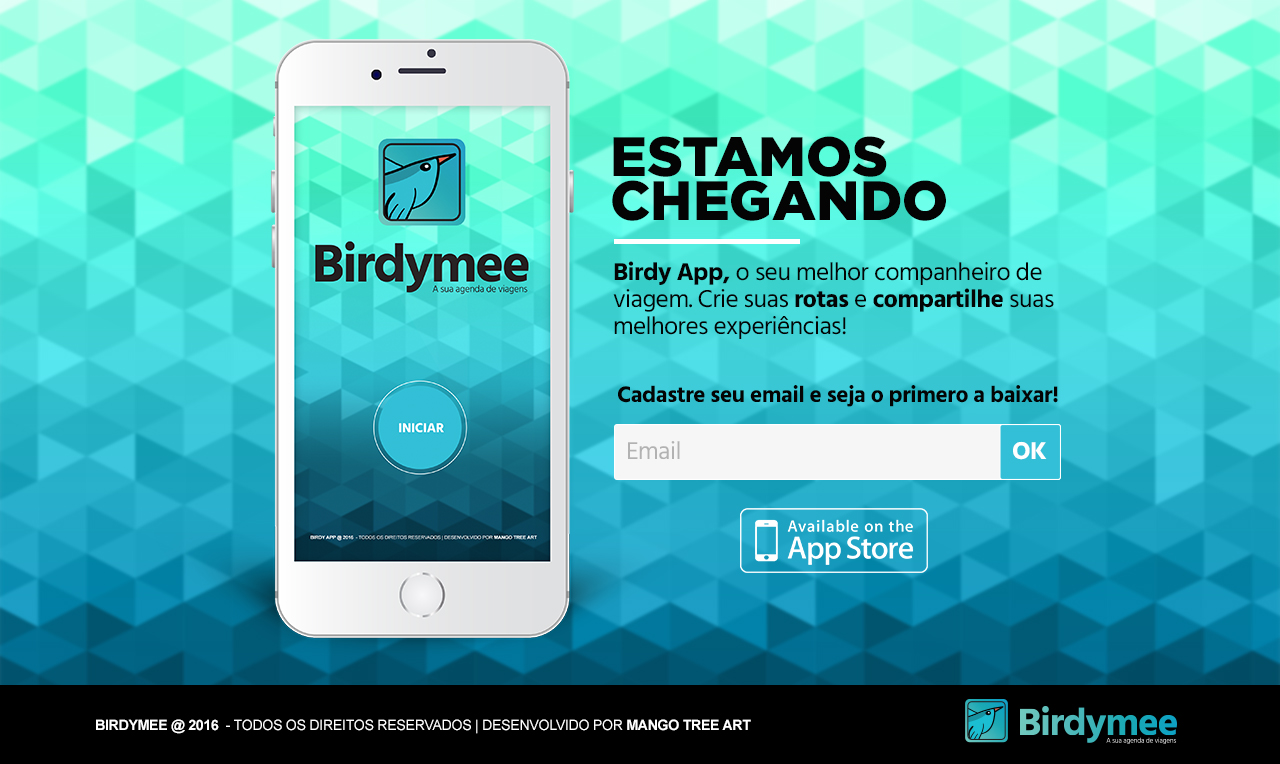 Birdymee
A sua agenda de viagens
INICIAR
BIRDY APP @ 2016 - TODOS OS DIREITOS RESERVADOS | DESENVOLVIDO POR MANGO TREE ART
ESTAMOS
CHEGANDO
Birdy App, o seu melhor companheiro de
viagem. Crie suas rotas e compartilhe suas
melhores experiências!
Cadastre seu email e seja o primero a baixar!
Email
OK
Available on the
App Store
BIRDYMEE @ 2016 - TODOS OS DIREITOS RESERVADOS | DESENVOLVIDO POR MANGO TREE ART
Birdymee
A sua agenda de viagens